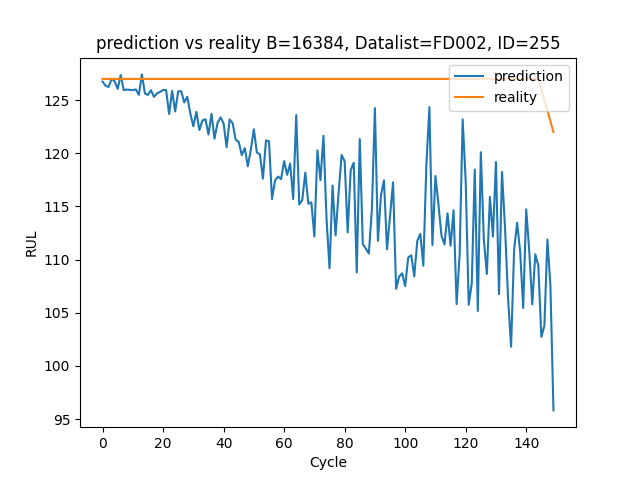 prediction vs reality B=16384, Datalist=FD002, ID=255
prediction
reality
125
120
115
110
105
100
95
RUL
0 20 40 60 80 100 120 140
Cycle